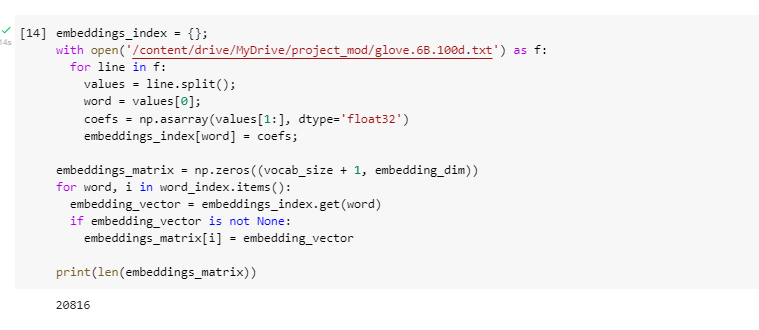 [14] embeddings_index = {};
with open('/content/drive/MyDrive/project_mod/glove.6B.100d.txt') as f:
  for line in f:
    values = line.split();
    word = values[0];
    coefs = np.asarray(values[1:], dtype='float32')
    embeddings_index[word] = coefs;

14s

embeddings_matrix = np.zeros((vocab_size + 1, embedding_dim))
for word, i in word_index.items():
  embedding_vector = embeddings_index.get(word)
  if embedding_vector is not None:
    embeddings_matrix[i] = embedding_vector

print(len(embeddings_matrix))

20816